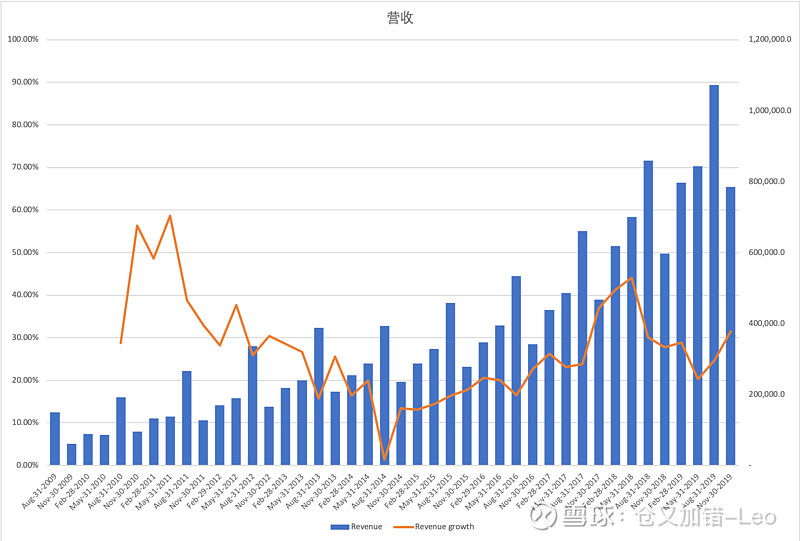 营收
100.00%
90.00%
80.00%
70.00%
60.00%
50.00%
40.00%
30.00%
20.00%
10.00%
0.00%
1,200,000.0
1,000,000.0
800,000.0
600,000.0
400,000.0
200,000.0
-
Aug-31-2009
Nov-30-2009
Feb-28-2010
May-31-2010
Aug-31-2010
Nov-30-2010
Feb-28-2011
May-31-2011
Aug-31-2011
Nov-30-2011
Feb-29-2012
May-31-2012
Aug-31-2012
Nov-30-2012
Feb-28-2013
May-31-2013
Aug-31-2013
Nov-30-2013
Feb-28-2014
May-31-2014
Aug-31-2014
Nov-30-2014
Feb-28-2015
May-31-2015
Aug-31-2015
Nov-30-2015
Feb-29-2016
May-31-2016
Aug-31-2016
Nov-30-2016
Feb-28-2017
May-31-2017
Aug-31-2017
Nov-30-2017
Feb-28-2018
May-31-2018
Aug-31-2018
Nov-30-2018
Feb-28-2019
May-31-2019
Aug-31-2019
Nov-30-2019
Revenue
Revenue growth
雪球：仓又加错-Leo